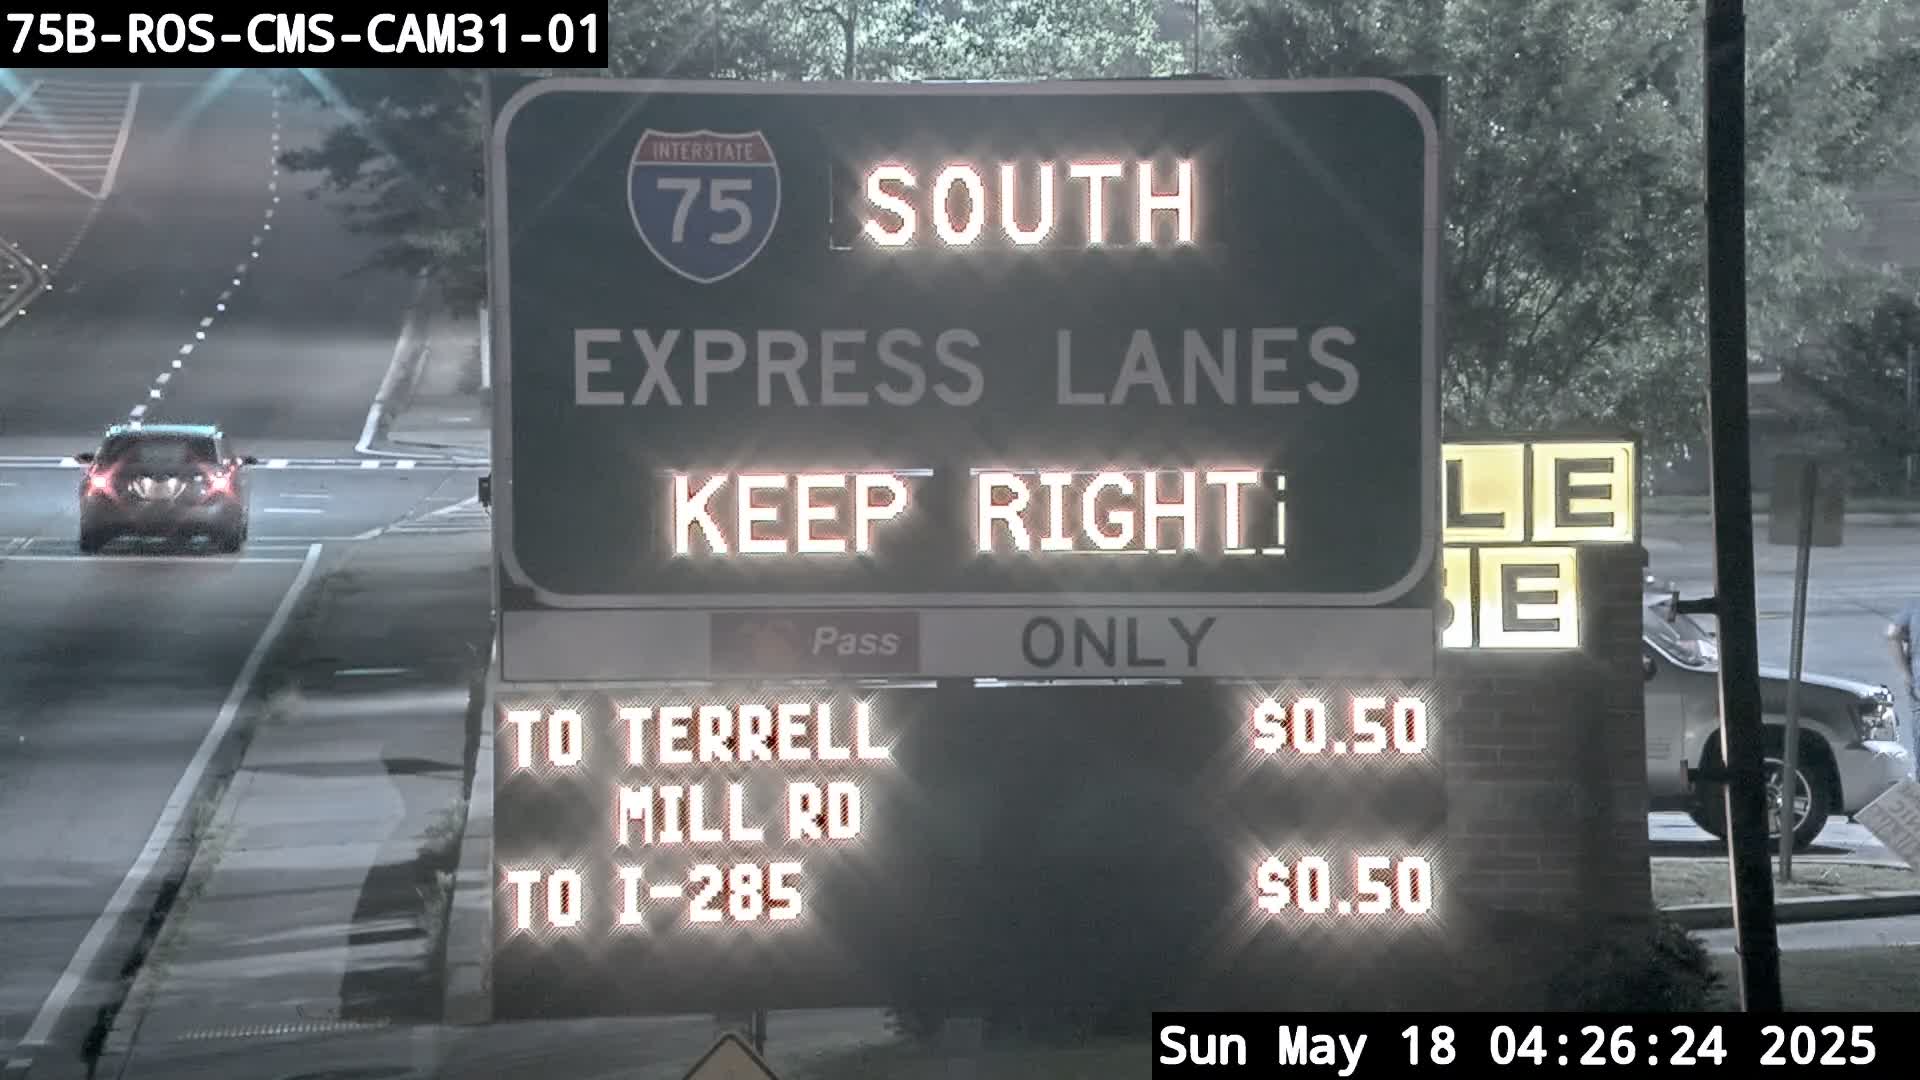 75B-ROS-CMS-CAM31-01
INTERSTATE
75
SOUTH
EXPRESS LANES
KEEP RIGHT
Pass ONLY
TO TERRELL $0.50
MILL RD
TO I-285 $0.50
LE
E
Sun May 18 04:26:24 2025